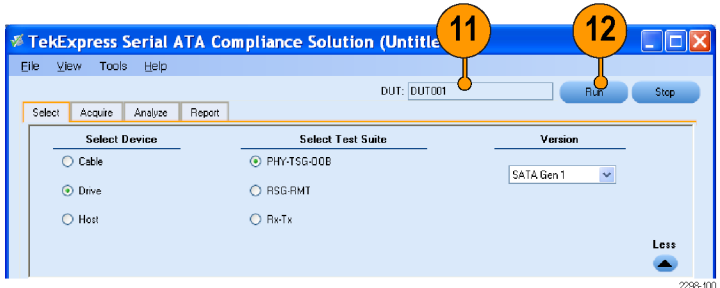 TekExpress Serial ATA Compliance Solution (Untitle
11
12
File View Tools Help
DUT: DUT001
Run
Stop
Select Acquire Analyze Report
Select Device
Select Test Suite
Version
Cable
PHY-TSG-OOB
SATA Gen 1
Drive
RSG-RMT
Host
Rx-Tx
Less
2298-100